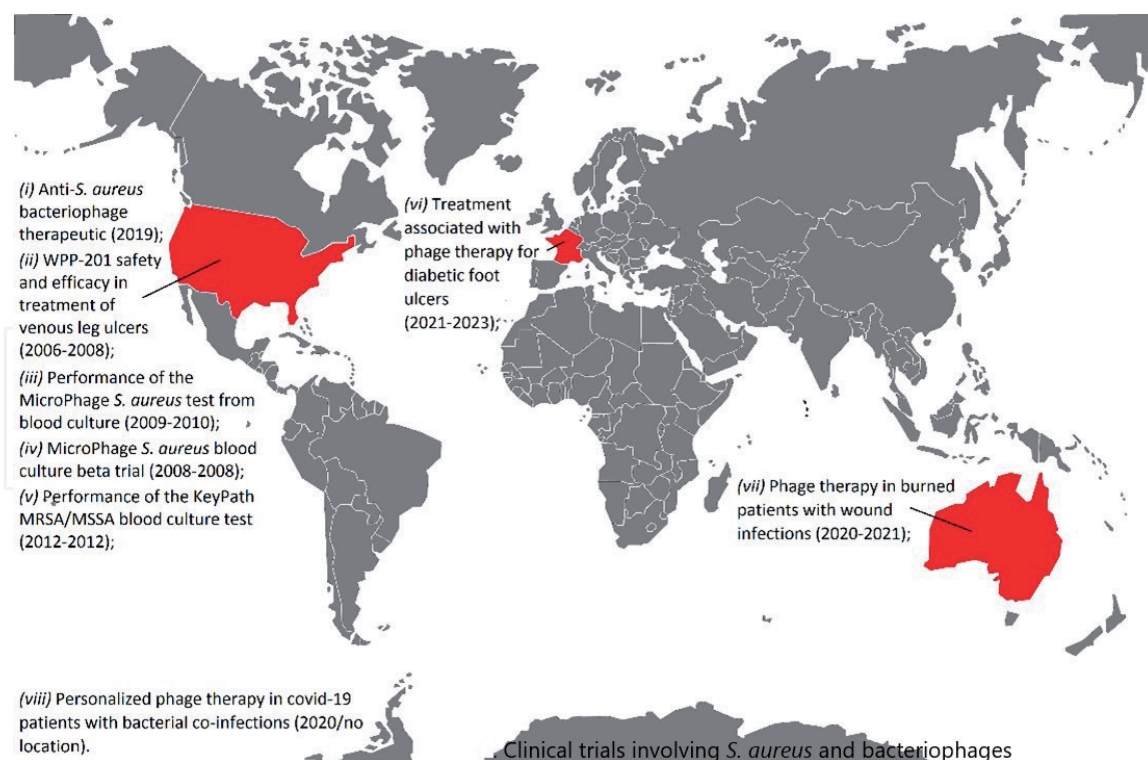 (i) Anti-S. aureus
bacteriophage
therapeutic (2019);
(ii) WPP-201 safety
and efficacy in
treatment of
venous leg ulcers
(2006-2008);
(iii) Performance of the
MicroPhage S. aureus test from
blood culture (2009-2010);
(iv) MicroPhage S. aureus blood
culture beta trial (2008-2008);
(v) Performance of the KeyPath
MRSA/MSSA blood culture test
(2012-2012);
(vi) Treatment
associated with
phage therapy for
diabetic foot
ulcers
(2021-2023);
(vii) Phage therapy in burned
patients with wound
infections (2020-2021);
(viii) Personalized phage therapy in covid-19
patients with bacterial co-infections (2020/no
location).
. Clinical trials involving S. aureus and bacteriophages